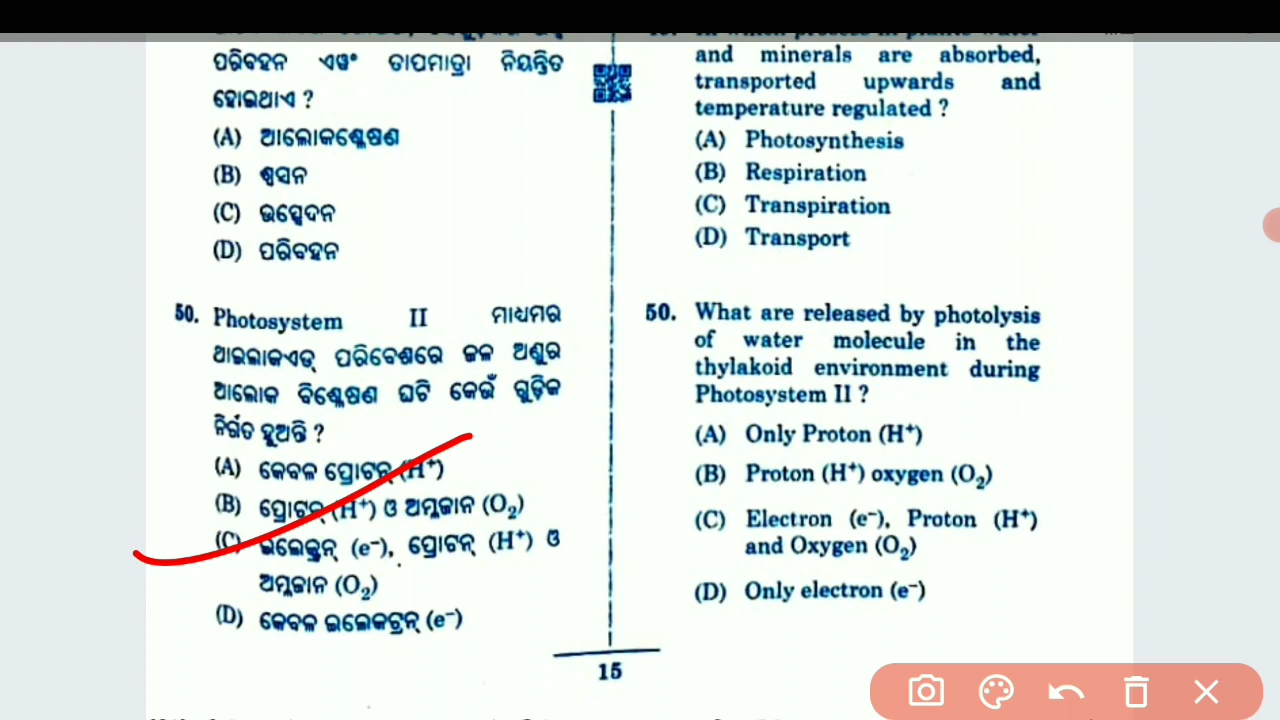 ପରିବହନ ଏବଂ ତାପମାତ୍ରା ନିୟନ୍ତ୍ରିତ
ହୋଇଥାଏ ?
(A) ଆଲୋକଶ୍ଳେଷଣ
(B) ଶ୍ୱସନ
(C) ଉତ୍ସ୍ୱେଦନ
(D) ପରିବହନ
50. Photosystem II ମାଧ୍ୟମର
ଥାଇଲାକଏଡ୍ ପରିବେଶରେ ଜଳ ଅଣୁର
ଆଲୋକ ବିଶ୍ଳେଷଣ ଘଟି କେଉଁ ଗୁଡ଼ିକ
ନିର୍ଗତ ହୁଅନ୍ତି ?
(A) କେବଳ ପ୍ରୋଟନ୍ (H⁺)
(B) ପ୍ରୋଟନ୍ (H⁺) ଓ ଅମ୍ଳଜାନ (O₂)
(C) ଇଲେକ୍ଟ୍ରନ୍ (e⁻), ପ୍ରୋଟନ୍ (H⁺) ଓ
ଅମ୍ଳଜାନ (O₂)
(D) କେବଳ ଇଲେକଟ୍ରନ୍ (e⁻)
and minerals are absorbed,
transported upwards and
temperature regulated ?
(A) Photosynthesis
(B) Respiration
(C) Transpiration
(D) Transport
50. What are released by photolysis
of water molecule in the
thylakoid environment during
Photosystem II ?
(A) Only Proton (H⁺)
(B) Proton (H⁺) oxygen (O₂)
(C) Electron (e⁻), Proton (H⁺)
and Oxygen (O₂)
(D) Only electron (e⁻)
15